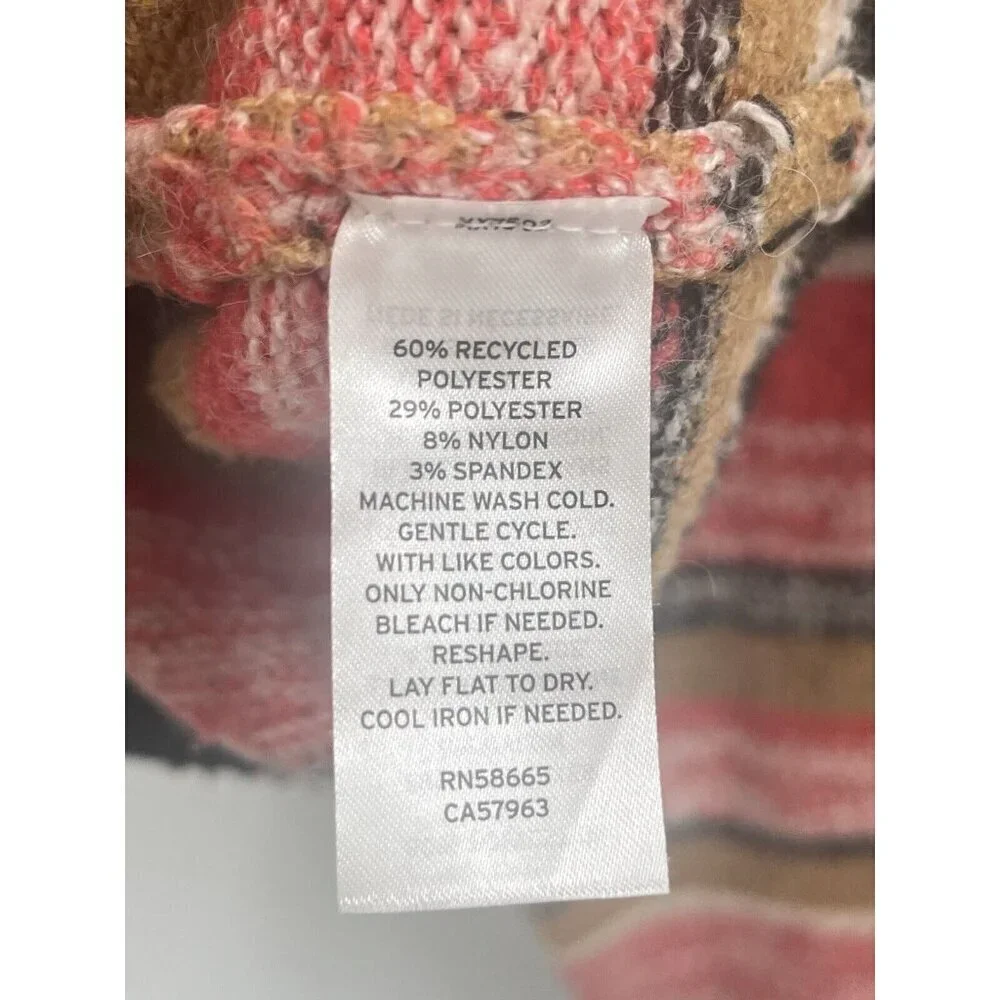 60% RECYCLED
POLYESTER
29% POLYESTER
8% NYLON
3% SPANDEX
MACHINE WASH COLD.
GENTLE CYCLE.
WITH LIKE COLORS.
ONLY NON-CHLORINE
BLEACH IF NEEDED.
RESHAPE.
LAY FLAT TO DRY.
COOL IRON IF NEEDED.
RN58665
CA57963